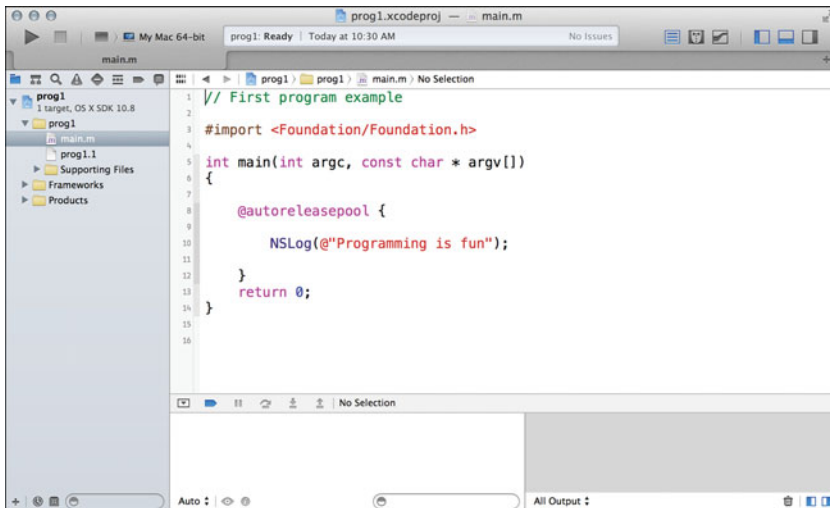 prog1.xcodeproj — main.m
My Mac 64-bit
prog1: Ready | Today at 10:30 AM
No Issues
main.m
prog1
1 target, OS X SDK 10.8
prog1
main.m
prog1.1
Supporting Files
Frameworks
Products
prog1 › prog1 › main.m › No Selection
1 // First program example
2
3 #import <Foundation/Foundation.h>
4
5 int main(int argc, const char * argv[])
6 {
7
8 @autoreleasepool {
9
10 NSLog(@"Programming is fun");
11
12 }
13 return 0;
14 }
15
16
No Selection
Auto
All Output